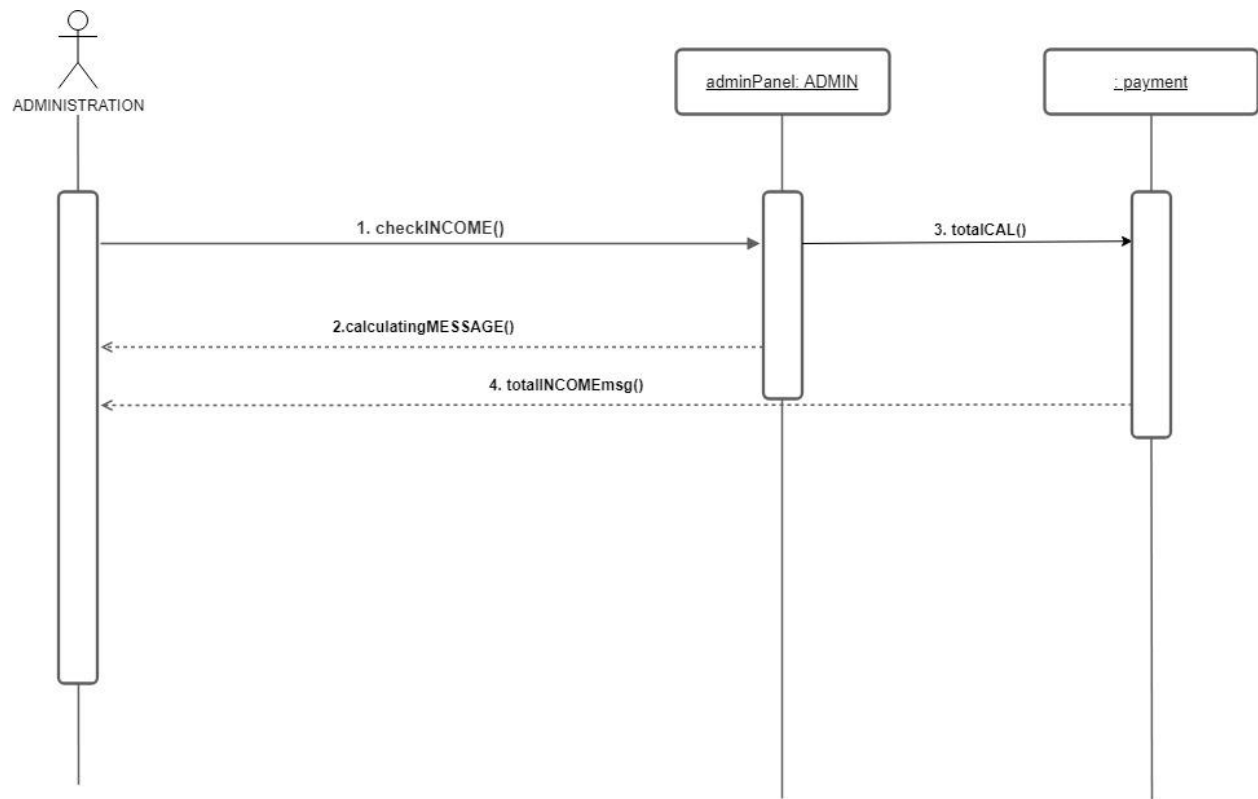 ADMINISTRATION
adminPanel: ADMIN
: payment
1. checkINCOME()
3. totalCAL()
2.calculatingMESSAGE()
4. totalINCOMEmsg()